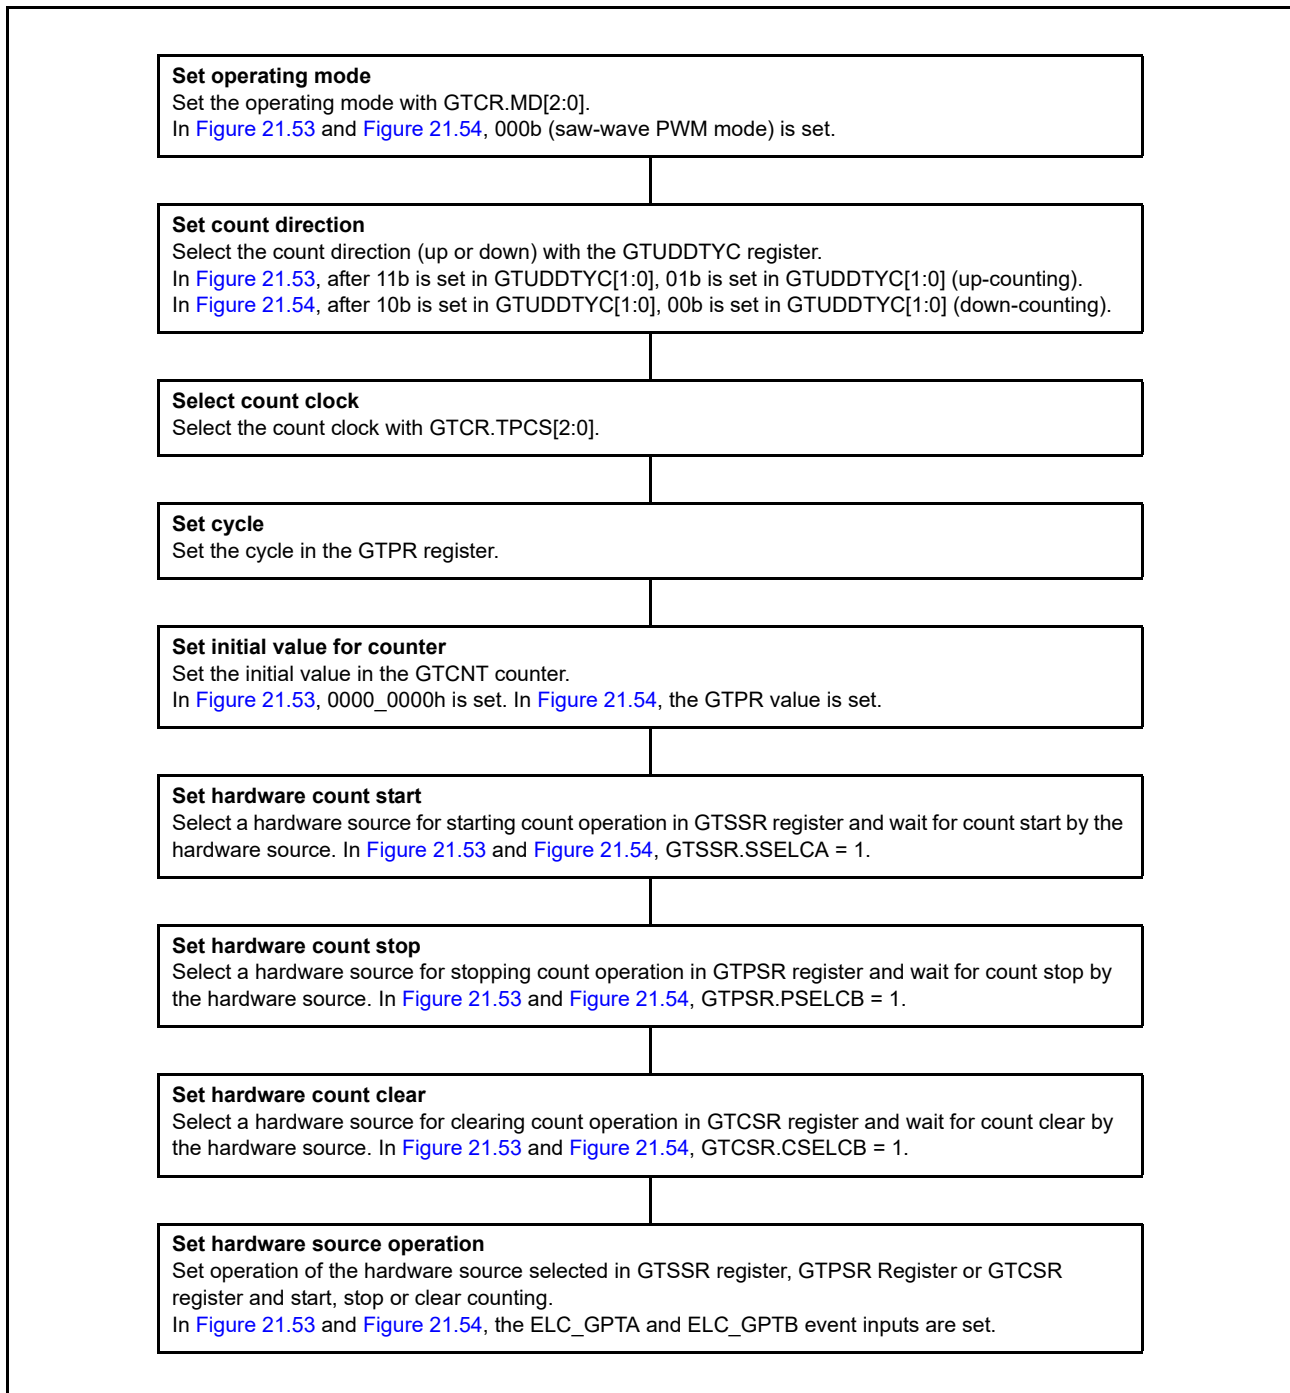 Set operating mode
Set the operating mode with GTCR.MD[2:0].
In Figure 21.53 and Figure 21.54, 000b (saw-wave PWM mode) is set.
Set count direction
Select the count direction (up or down) with the GTUDDTYC register.
In Figure 21.53, after 11b is set in GTUDDTYC[1:0], 01b is set in GTUDDTYC[1:0] (up-counting).
In Figure 21.54, after 10b is set in GTUDDTYC[1:0], 00b is set in GTUDDTYC[1:0] (down-counting).
Select count clock
Select the count clock with GTCR.TPCS[2:0].
Set cycle
Set the cycle in the GTPR register.
Set initial value for counter
Set the initial value in the GTCNT counter.
In Figure 21.53, 0000_0000h is set. In Figure 21.54, the GTPR value is set.
Set hardware count start
Select a hardware source for starting count operation in GTSSR register and wait for count start by the
hardware source. In Figure 21.53 and Figure 21.54, GTSSR.SSELCA = 1.
Set hardware count stop
Select a hardware source for stopping count operation in GTPSR register and wait for count stop by
the hardware source. In Figure 21.53 and Figure 21.54, GTPSR.PSELCB = 1.
Set hardware count clear
Select a hardware source for clearing count operation in GTCSR register and wait for count clear by
the hardware source. In Figure 21.53 and Figure 21.54, GTCSR.CSELCB = 1.
Set hardware source operation
Set operation of the hardware source selected in GTSSR register, GTPSR Register or GTCSR
register and start, stop or clear counting.
In Figure 21.53 and Figure 21.54, the ELC_GPTA and ELC_GPTB event inputs are set.